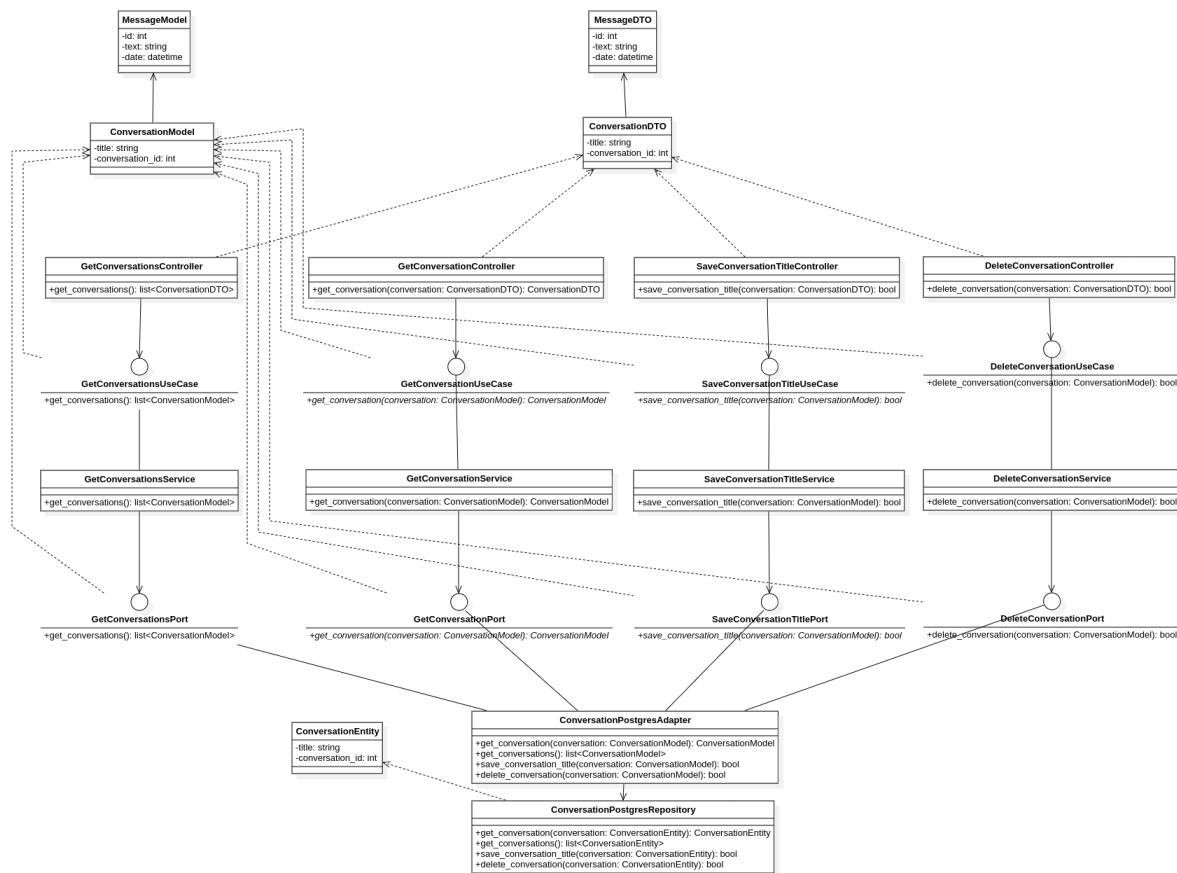 MessageModel
-id: int
-text: string
-date: datetime
MessageDTO
-id: int
-text: string
-date: datetime
ConversationModel
-title: string
-conversation_id: int
ConversationDTO
-title: string
-conversation_id: int
GetConversationsController
+get_conversations(): list<ConversationDTO>
GetConversationController
+get_conversation(conversation: ConversationDTO): ConversationDTO
SaveConversationTitleController
+save_conversation_title(conversation: ConversationDTO): bool
DeleteConversationController
+delete_conversation(conversation: ConversationDTO): bool
GetConversationsUseCase
+get_conversations(): list<ConversationModel>
GetConversationUseCase
+get_conversation(conversation: ConversationModel): ConversationModel
SaveConversationTitleUseCase
+save_conversation_title(conversation: ConversationModel): bool
DeleteConversationUseCase
+delete_conversation(conversation: ConversationModel): bool
GetConversationsService
+get_conversations(): list<ConversationModel>
GetConversationService
+get_conversation(conversation: ConversationModel): ConversationModel
SaveConversationTitleService
+save_conversation_title(conversation: ConversationModel): bool
DeleteConversationService
+delete_conversation(conversation: ConversationModel): bool
GetConversationsPort
+get_conversations(): list<ConversationModel>
GetConversationPort
+get_conversation(conversation: ConversationModel): ConversationModel
SaveConversationTitlePort
+save_conversation_title(conversation: ConversationModel): bool
DeleteConversationPort
+delete_conversation(conversation: ConversationModel): bool
ConversationEntity
-title: string
-conversation_id: int
ConversationPostgresAdapter
+get_conversation(conversation: ConversationModel): ConversationModel
+get_conversations(): list<ConversationModel>
+save_conversation_title(conversation: ConversationModel): bool
+delete_conversation(conversation: ConversationModel): bool
ConversationPostgresRepository
+get_conversation(conversation: ConversationEntity): ConversationEntity
+get_conversations(): list<ConversationEntity>
+save_conversation_title(conversation: ConversationEntity): bool
+delete_conversation(conversation: ConversationEntity): bool